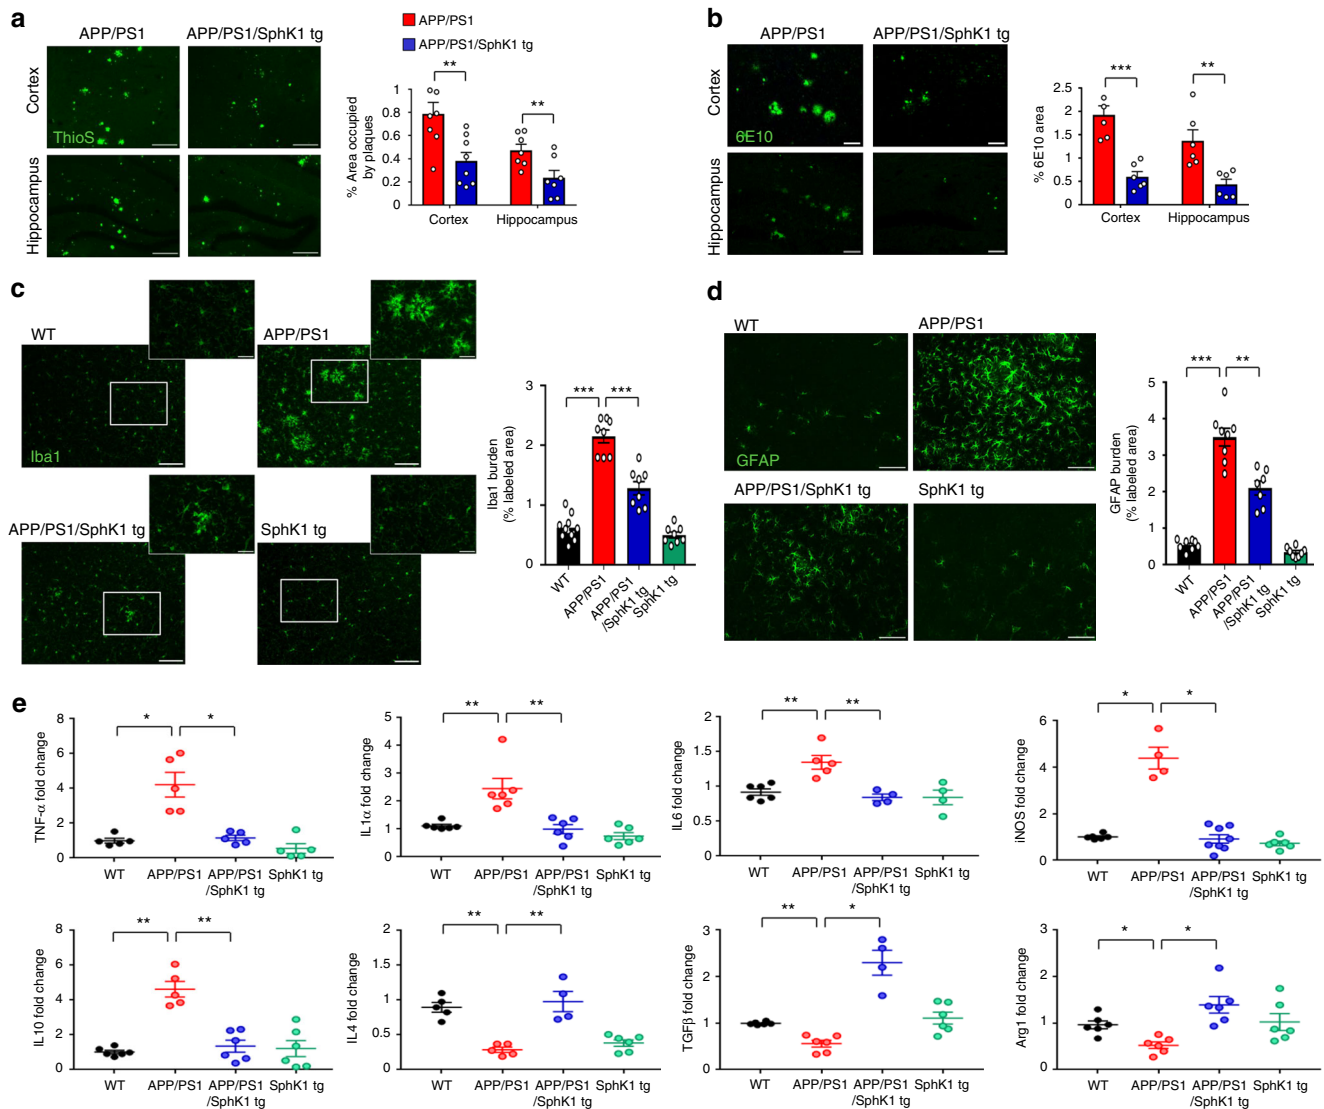 a
APP/PS1
APP/PS1/SphK1 tg
Cortex
ThioS
Hippocampus
APP/PS1
APP/PS1/SphK1 tg
% Area occupied
by plaques
1
0.8
0.6
0.4
0.2
0
**
**
Cortex
Hippocampus
b
APP/PS1
APP/PS1/SphK1 tg
Cortex
6E10
Hippocampus
% 6E10 area
2.5
2
1.5
1
0.5
0
***
**
Cortex
Hippocampus
c
WT
APP/PS1
Iba1
APP/PS1/SphK1 tg
SphK1 tg
Iba1 burden
(% labeled area)
3
2
1
0
***
***
WT
APP/PS1
APP/PS1
/SphK1 tg
SphK1 tg
d
WT
APP/PS1
GFAP
APP/PS1/SphK1 tg
SphK1 tg
GFAP burden
(% labeled area)
5
4
3
2
1
0
***
**
WT
APP/PS1
APP/PS1
/SphK1 tg
SphK1 tg
e
TNF-α fold change
8
6
4
2
0
*
*
WT
APP/PS1
APP/PS1
/SphK1 tg
SphK1 tg
IL1α fold change
5
4
3
2
1
0
**
**
WT
APP/PS1
APP/PS1
/SphK1 tg
SphK1 tg
IL6 fold change
2
1.5
1
0.5
0
**
**
WT
APP/PS1
APP/PS1
/SphK1 tg
SphK1 tg
iNOS fold change
6
4
2
0
*
*
WT
APP/PS1
APP/PS1
/SphK1 tg
SphK1 tg
IL10 fold change
8
6
4
2
0
**
**
WT
APP/PS1
APP/PS1
/SphK1 tg
SphK1 tg
IL4 fold change
2
1.5
1
0.5
0
**
**
WT
APP/PS1
APP/PS1
/SphK1 tg
SphK1 tg
TGFβ fold change
3
2
1
0
**
*
WT
APP/PS1
APP/PS1
/SphK1 tg
SphK1 tg
Arg1 fold change
3
2
1
0
*
*
WT
APP/PS1
APP/PS1
/SphK1 tg
SphK1 tg